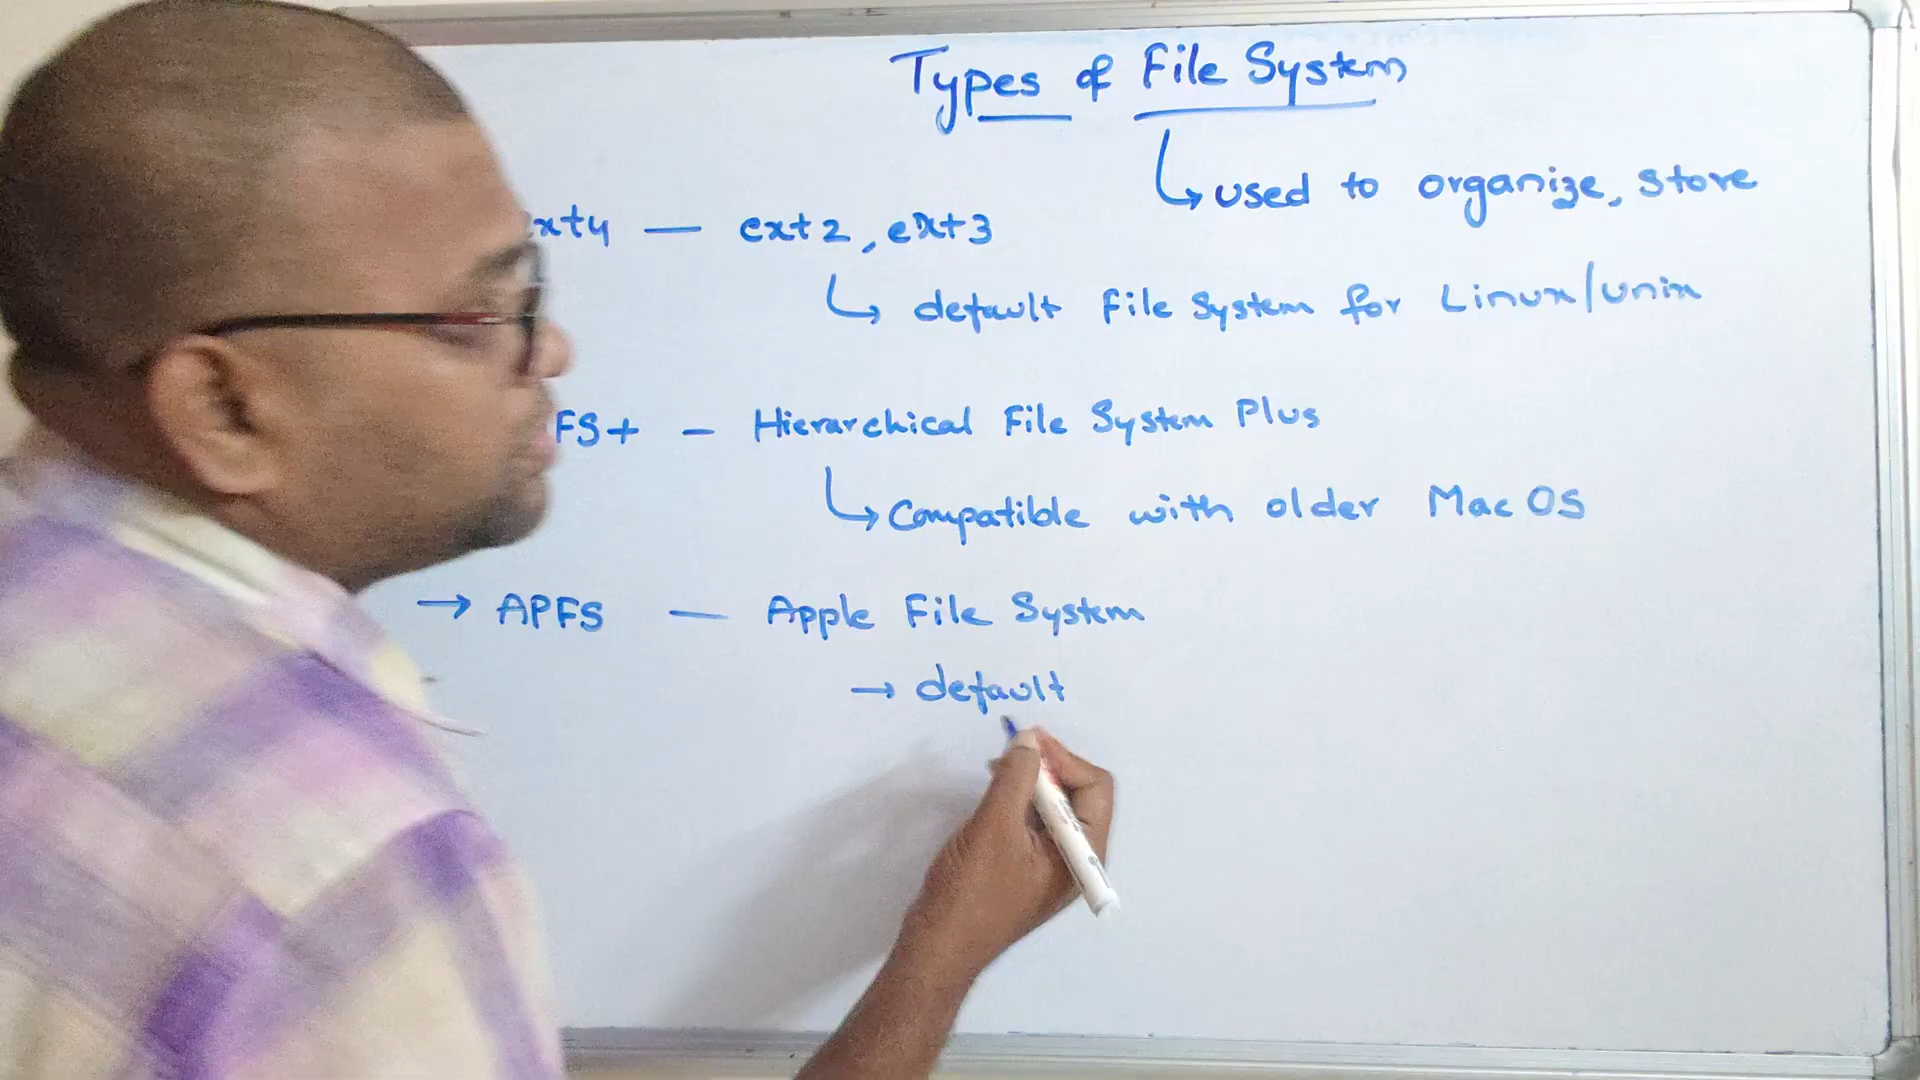 Types of File System
used to organize, store
xt4 — ext2, ext3
default File System for Linux/Unix
FS+ - Hierarchical File System Plus
Compatible with older Mac OS
→ APFS — Apple File System
→ default